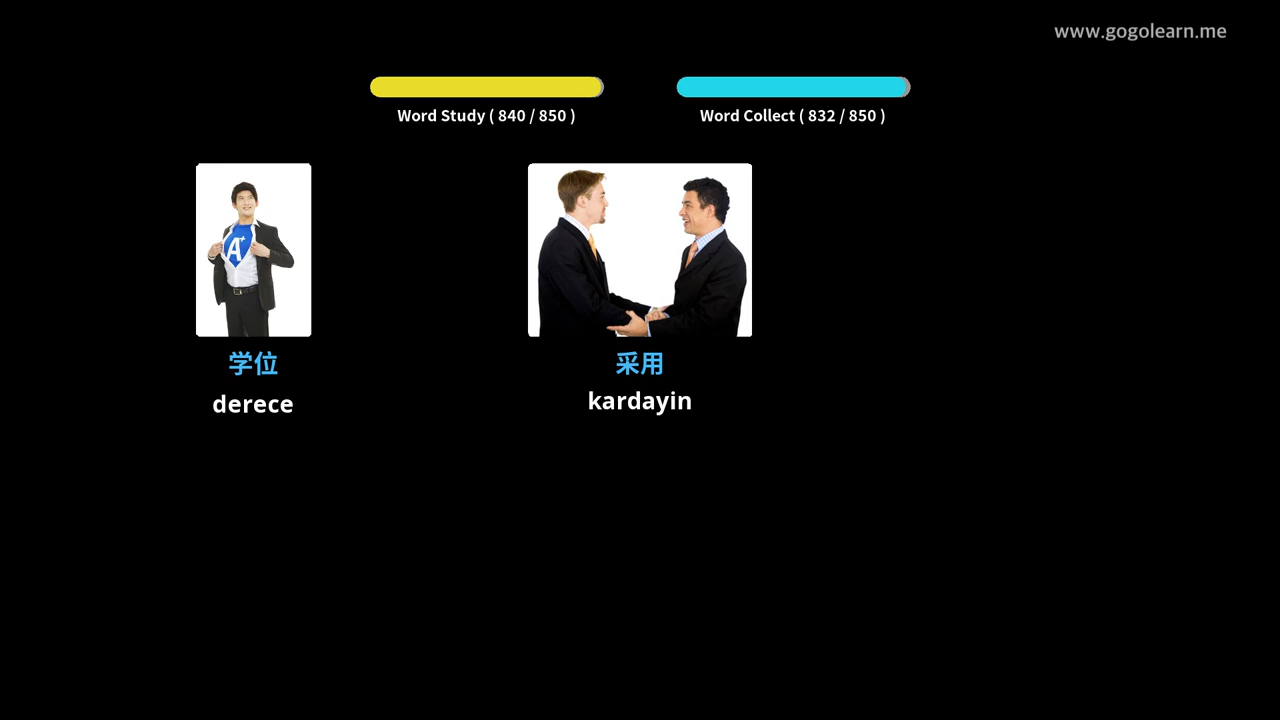 www.gogolearn.me
Word Study ( 840 / 850 )
Word Collect ( 832 / 850 )
A+
学位
derece
采用
kardayin